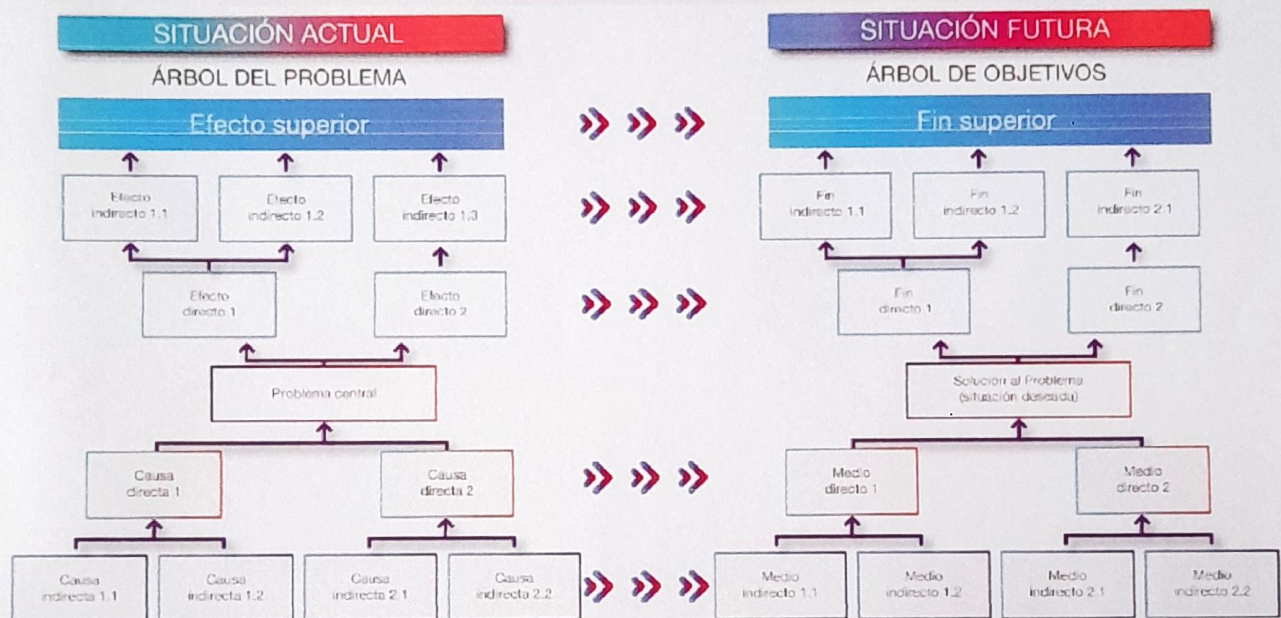 SITUACIÓN ACTUAL
ÁRBOL DEL PROBLEMA
Efecto superior
Efecto
indirecto 1.1
Efecto
indirecto 1.2
Efecto
indirecto 1.3
Efecto
directo 1
Efecto
directo 2
Problema central
Causa
directa 1
Causa
directa 2
Causa
indirecta 1.1
Causa
indirecta 1.2
Causa
indirecta 2.1
Causa
indirecta 2.2
SITUACIÓN FUTURA
ÁRBOL DE OBJETIVOS
Fin superior
Fin
indirecto 1.1
Fin
indirecto 1.2
Fin
indirecto 2.1
Fin
directo 1
Fin
directo 2
Solución al Problema
(situación deseada)
Medio
directo 1
Medio
directo 2
Medio
indirecto 1.1
Medio
indirecto 1.2
Medio
indirecto 2.1
Medio
indirecto 2.2